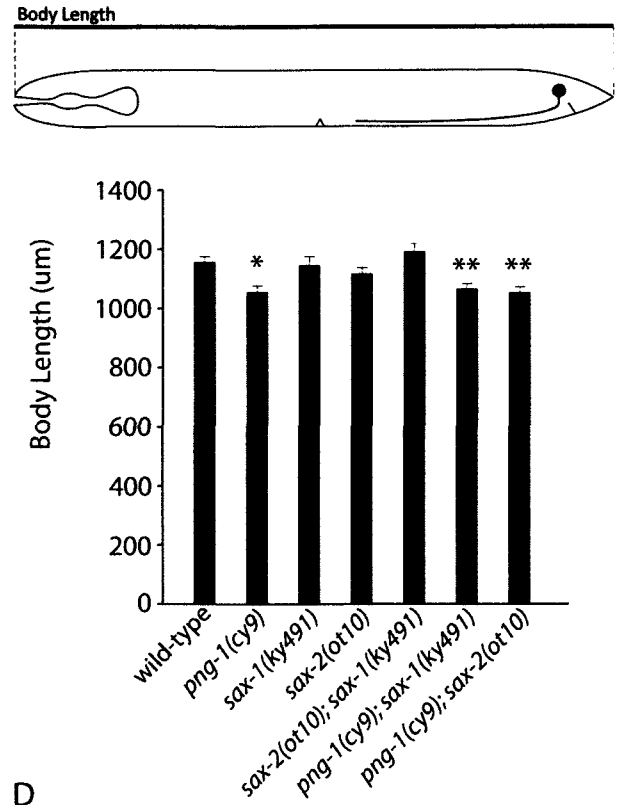 Body Length
Body Length (um)
1400
1200
1000
800
600
400
200
0
*
**
**
wild-type
png-1(cy9)
sax-1(ky491)
sax-2(ot10)
sax-2(ot10); sax-1(ky491)
png-1(cy9); sax-1(ky491)
png-1(cy9); sax-2(ot10)
D